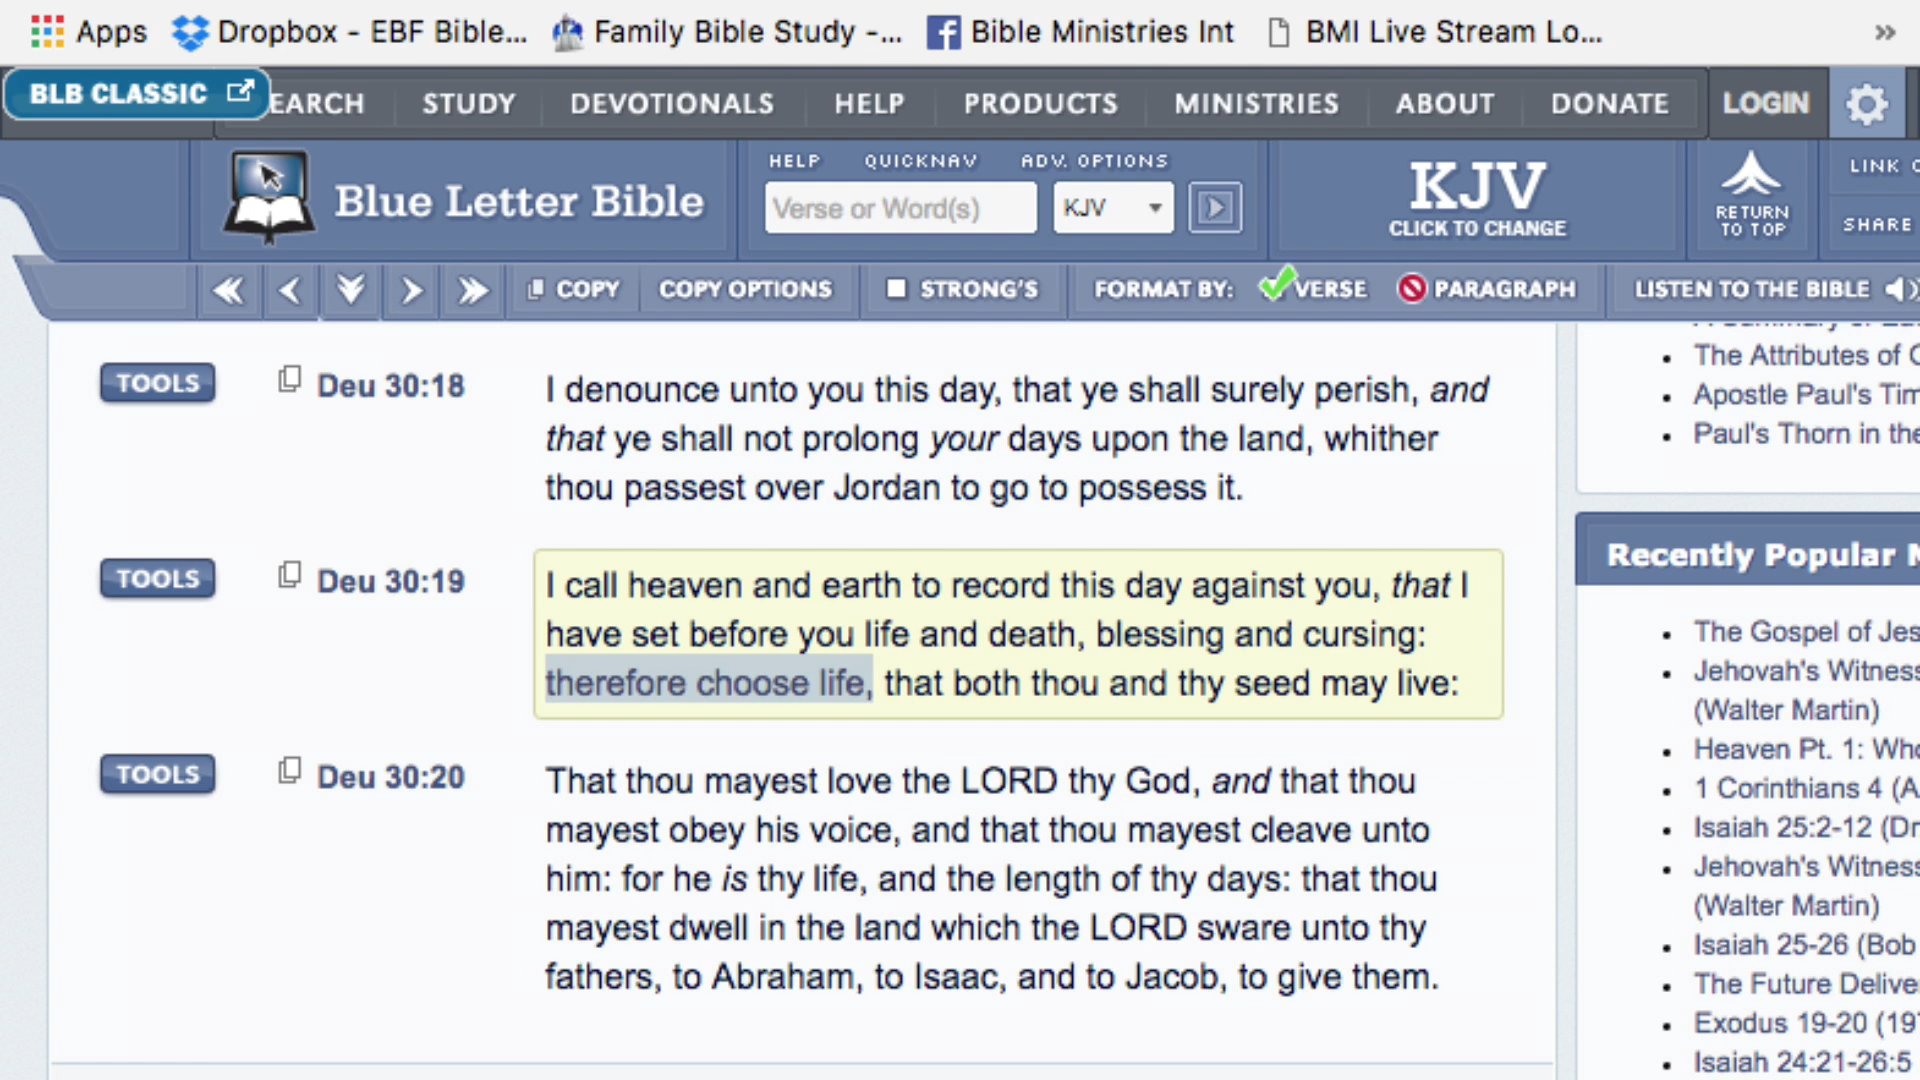 Apps Dropbox - EBF Bible... Family Bible Study -... Bible Ministries Int BMI Live Stream Lo... »
BLB CLASSIC EARCH STUDY DEVOTIONALS HELP PRODUCTS MINISTRIES ABOUT DONATE LOGIN
HELP QUICKNAV ADV. OPTIONS
Blue Letter Bible
Verse or Word(s) KJV
KJV
CLICK TO CHANGE
RETURN
TO TOP
LINK
SHARE
COPY COPY OPTIONS STRONG'S FORMAT BY: VERSE PARAGRAPH LISTEN TO THE BIBLE
TOOLS Deu 30:18 I denounce unto you this day, that ye shall surely perish, and
that ye shall not prolong your days upon the land, whither
thou passest over Jordan to go to possess it.
TOOLS Deu 30:19 I call heaven and earth to record this day against you, that I
have set before you life and death, blessing and cursing:
therefore choose life, that both thou and thy seed may live:
TOOLS Deu 30:20 That thou mayest love the LORD thy God, and that thou
mayest obey his voice, and that thou mayest cleave unto
him: for he is thy life, and the length of thy days: that thou
mayest dwell in the land which the LORD sware unto thy
fathers, to Abraham, to Isaac, and to Jacob, to give them.
The Attributes of
Apostle Paul's Tim
Paul's Thorn in the
Recently Popular
The Gospel of Jes
Jehovah's Witness
(Walter Martin)
Heaven Pt. 1: Who
1 Corinthians 4 (A
Isaiah 25:2-12 (Dr
Jehovah's Witness
(Walter Martin)
Isaiah 25-26 (Bob
The Future Delive
Exodus 19-20 (19
Isaiah 24:21-26:5